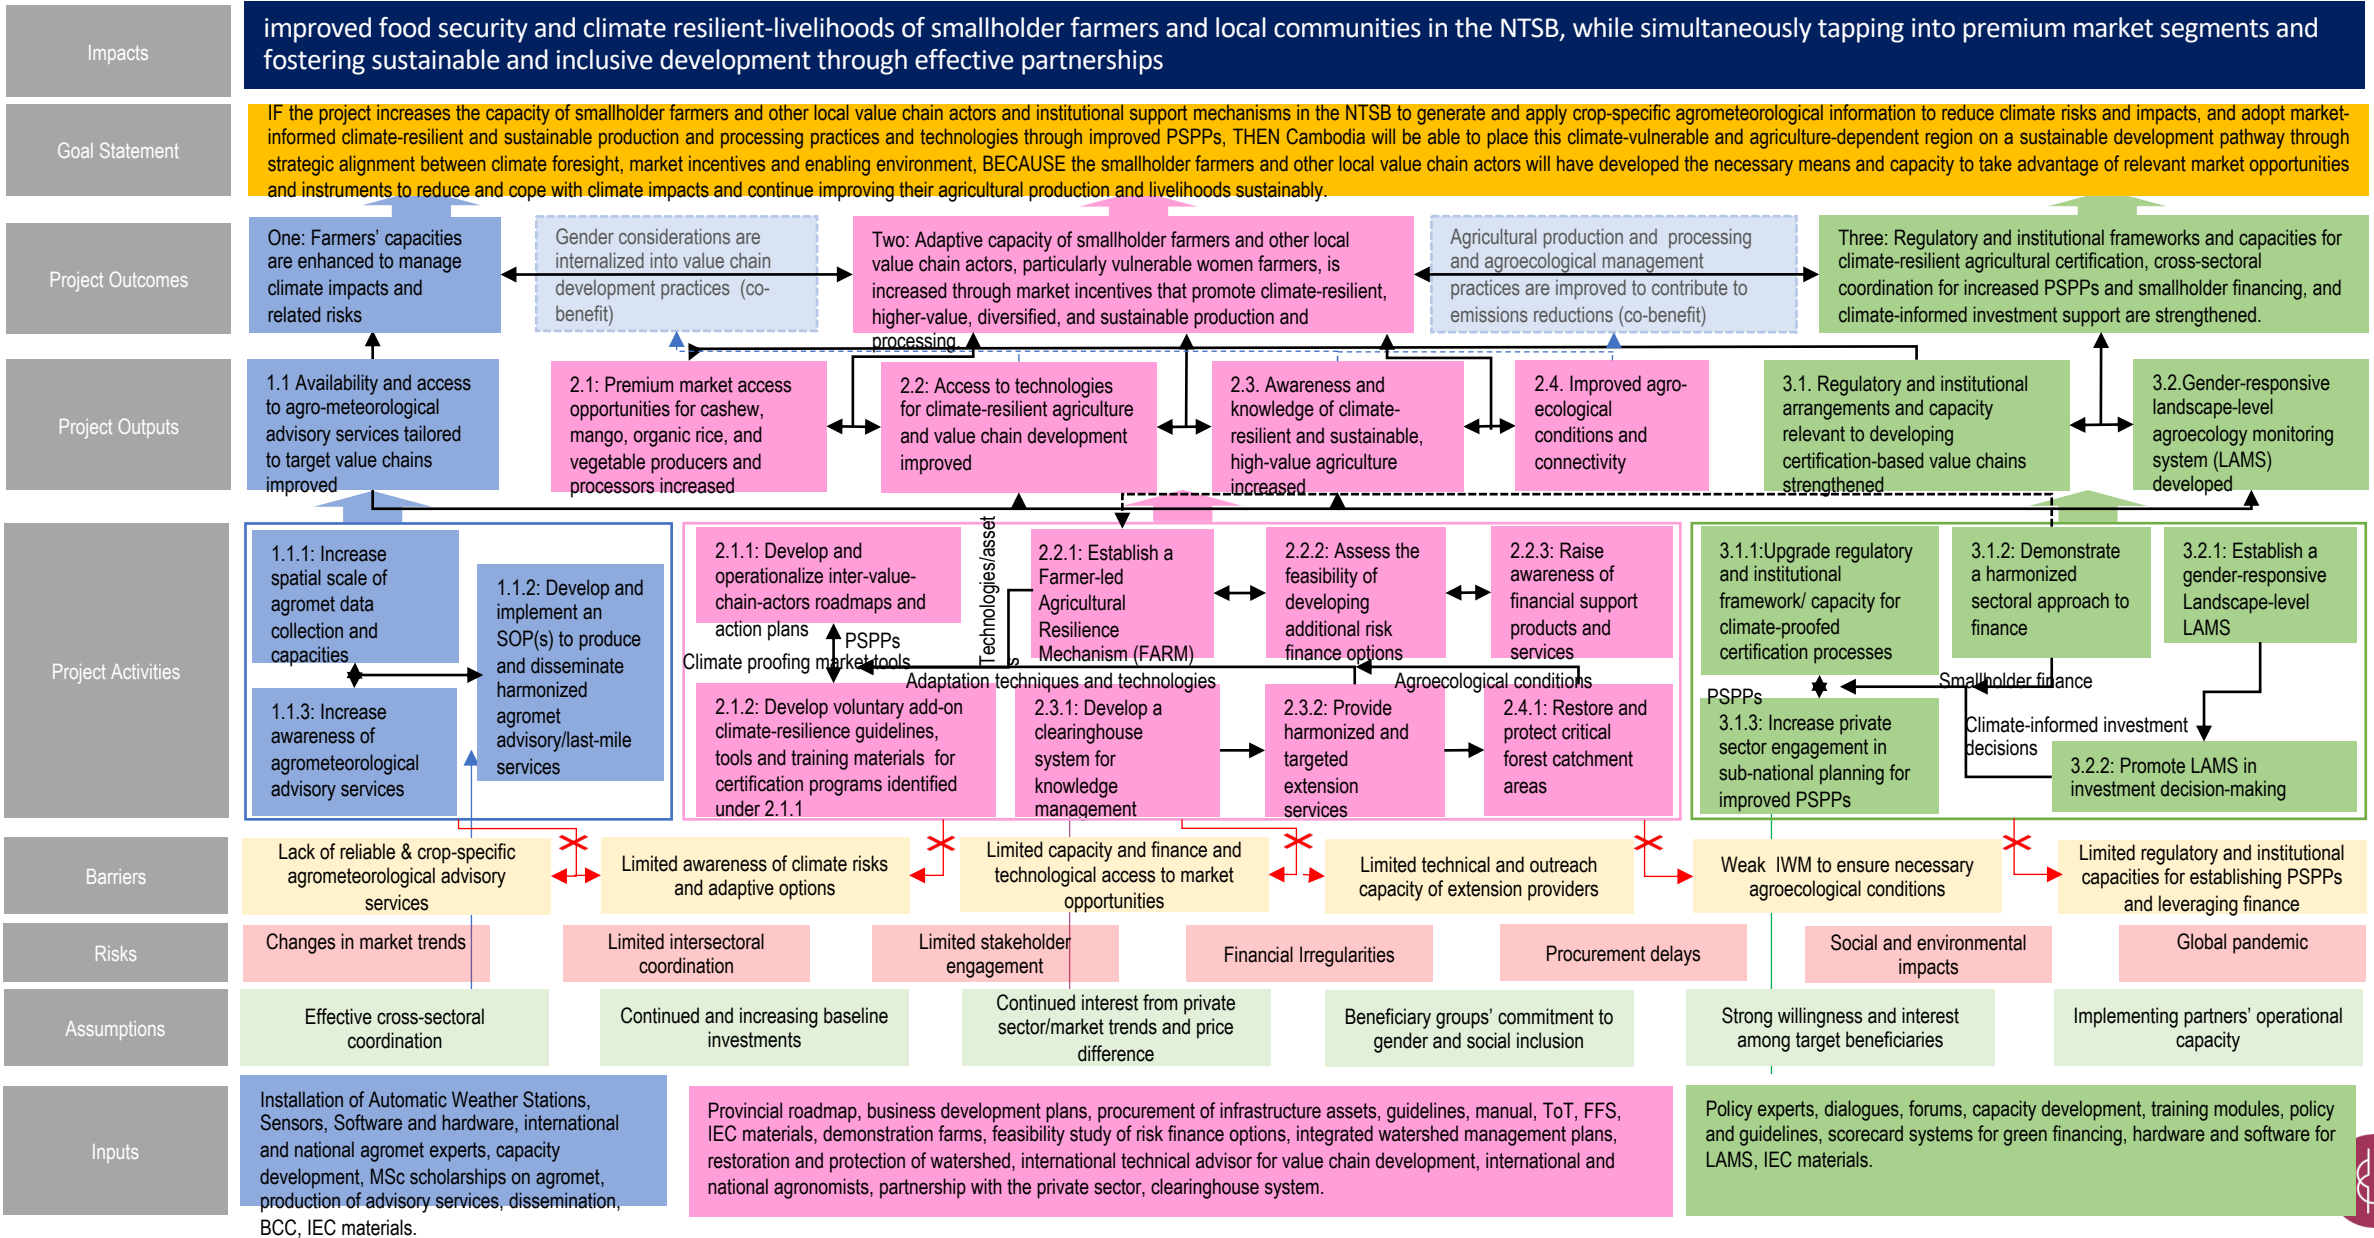 Impacts
improved food security and climate resilient-livelihoods of smallholder farmers and local communities in the NTSB, while simultaneously tapping into premium market segments and
fostering sustainable and inclusive development through effective partnerships
Goal Statement
IF the project increases the capacity of smallholder farmers and other local value chain actors and institutional support mechanisms in the NTSB to generate and apply crop-specific agrometeorological information to reduce climate risks and impacts, and adopt market-
informed climate-resilient and sustainable production and processing practices and technologies through improved PSPPs, THEN Cambodia will be able to place this climate-vulnerable and agriculture-dependent region on a sustainable development pathway through
strategic alignment between climate foresight, market incentives and enabling environment, BECAUSE the smallholder farmers and other local value chain actors will have developed the necessary means and capacity to take advantage of relevant market opportunities
and instruments to reduce and cope with climate impacts and continue improving their agricultural production and livelihoods sustainably.
Project Outcomes
One: Farmers' capacities
are enhanced to manage
climate impacts and
related risks
Gender considerations are
internalized into value chain
development practices (co-
benefit)
Two: Adaptive capacity of smallholder farmers and other local
value chain actors, particularly vulnerable women farmers, is
increased through market incentives that promote climate-resilient,
higher-value, diversified, and sustainable production and
processing.
Agricultural production and processing
and agroecological management
practices are improved to contribute to
emissions reductions (co-benefit)
Three: Regulatory and institutional frameworks and capacities for
climate-resilient agricultural certification, cross-sectoral
coordination for increased PSPPs and smallholder financing, and
climate-informed investment support are strengthened.
Project Outputs
1.1 Availability and access
to agro-meteorological
advisory services tailored
to target value chains
improved
2.1: Premium market access
opportunities for cashew,
mango, organic rice, and
vegetable producers and
processors increased
2.2: Access to technologies
for climate-resilient agriculture
and value chain development
improved
2.3. Awareness and
knowledge of climate-
resilient and sustainable,
high-value agriculture
increased
2.4. Improved agro-
ecological
conditions and
connectivity
3.1. Regulatory and institutional
arrangements and capacity
relevant to developing
certification-based value chains
strengthened
3.2.Gender-responsive
landscape-level
agroecology monitoring
system (LAMS)
developed
Project Activities
1.1.1: Increase
spatial scale of
agromet data
collection and
capacities
1.1.2: Develop and
implement an
SOP(s) to produce
and disseminate
harmonized
agromet
advisory/last-mile
services
1.1.3: Increase
awareness of
agrometeorological
advisory services
2.1.1: Develop and
operationalize inter-value-
chain-actors roadmaps and
action plans
PSPPs
Climate proofing market tools
Technologies/asset
s
2.2.1: Establish a
Farmer-led
Agricultural
Resilience
Mechanism (FARM)
2.2.2: Assess the
feasibility of
developing
additional risk
finance options
2.2.3: Raise
awareness of
financial support
products and
services
Adaptation techniques and technologies
Agroecological conditions
2.1.2: Develop voluntary add-on
climate-resilience guidelines,
tools and training materials for
certification programs identified
under 2.1.1
2.3.1: Develop a
clearinghouse
system for
knowledge
management
2.3.2: Provide
harmonized and
targeted
extension
services
2.4.1: Restore and
protect critical
forest catchment
areas
3.1.1:Upgrade regulatory
and institutional
framework/ capacity for
climate-proofed
certification processes
3.1.2: Demonstrate
a harmonized
sectoral approach to
finance
3.2.1: Establish a
gender-responsive
Landscape-level
LAMS
PSPPs
Smallholder finance
3.1.3: Increase private
sector engagement in
sub-national planning for
improved PSPPs
Climate-informed investment
decisions
3.2.2: Promote LAMS in
investment decision-making
Barriers
Lack of reliable & crop-specific
agrometeorological advisory
services
Limited awareness of climate risks
and adaptive options
Limited capacity and finance and
technological access to market
opportunities
Limited technical and outreach
capacity of extension providers
Weak IWM to ensure necessary
agroecological conditions
Limited regulatory and institutional
capacities for establishing PSPPs
and leveraging finance
Risks
Changes in market trends
Limited intersectoral
coordination
Limited stakeholder
engagement
Financial Irregularities
Procurement delays
Social and environmental
impacts
Global pandemic
Assumptions
Effective cross-sectoral
coordination
Continued and increasing baseline
investments
Continued interest from private
sector/market trends and price
difference
Beneficiary groups' commitment to
gender and social inclusion
Strong willingness and interest
among target beneficiaries
Implementing partners' operational
capacity
Inputs
Installation of Automatic Weather Stations,
Sensors, Software and hardware, international
and national agromet experts, capacity
development, MSc scholarships on agromet,
production of advisory services, dissemination,
BCC, IEC materials.
Provincial roadmap, business development plans, procurement of infrastructure assets, guidelines, manual, ToT, FFS,
IEC materials, demonstration farms, feasibility study of risk finance options, integrated watershed management plans,
restoration and protection of watershed, international technical advisor for value chain development, international and
national agronomists, partnership with the private sector, clearinghouse system.
Policy experts, dialogues, forums, capacity development, training modules, policy
and guidelines, scorecard systems for green financing, hardware and software for
LAMS, IEC materials.